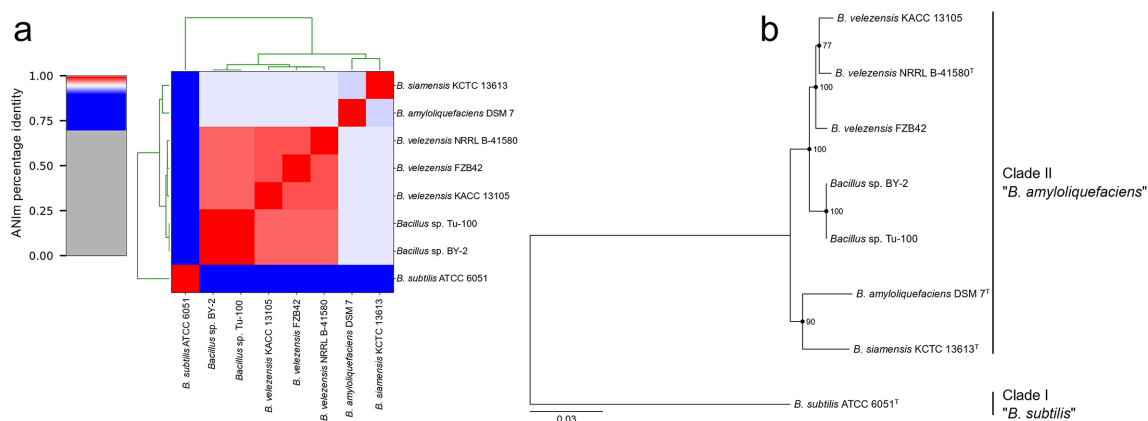 a
1.00
0.75
0.50
0.25
0.00
ANIm percentage identity
B. siamensis KCTC 13613
B. amyloliquefaciens DSM 7
B. velezensis NRRL B-41580
B. velezensis FZB42
B. velezensis KACC 13105
Bacillus sp. Tu-100
Bacillus sp. BY-2
B. subtilis ATCC 6051
B. subtilis ATCC 6051
Bacillus sp. BY-2
Bacillus sp. Tu-100
B. velezensis KACC 13105
B. velezensis FZB42
B. velezensis NRRL B-41580
B. amyloliquefaciens DSM 7
B. siamensis KCTC 13613
b
B. velezensis KACC 13105
77
B. velezensis NRRL B-41580ᵀ
100
B. velezensis FZB42
100
Bacillus sp. BY-2
100
Bacillus sp. Tu-100
B. amyloliquefaciens DSM 7ᵀ
90
B. siamensis KCTC 13613ᵀ
B. subtilis ATCC 6051ᵀ
0.03
Clade II
"B. amyloliquefaciens"
Clade I
"B. subtilis"